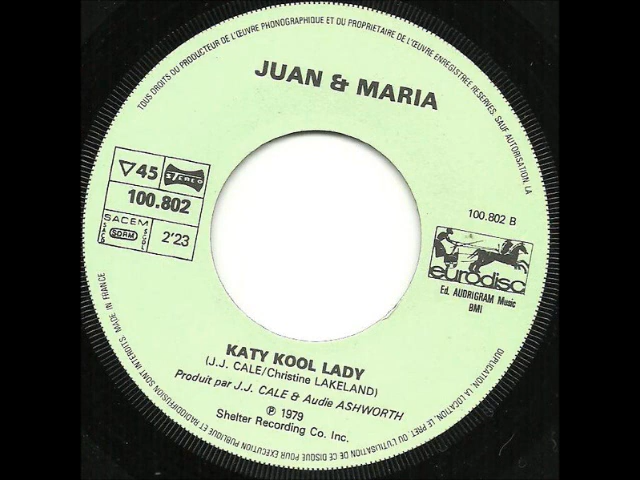 TOUS DROITS DU PRODUCTEUR DE L'ŒUVRE PHONOGRAPHIQUE ET DU PROPRIETAIRE DE L'ŒUVRE ENREGISTREE RESERVES. SAUF AUTORISATION, LA
DUPLICATION, LA LOCATION, LE PRET, OU L'UTILISATION DE CE DISQUE POUR EXECUTION PUBLIQUE ET RADIODIFFUSION SONT INTERDITS. MADE IN FRANCE.
JUAN & MARIA
▽45 STEREO
100.802
SACEM
SACD SDRM SGDL
2'23
100.802 B
eurodisc
Ed. AUDRIGRAM Music
BMI
KATY KOOL LADY
(J.J. CALE/Christine LAKELAND)
Produit par J.J. CALE & Audie ASHWORTH
℗ 1979
Shelter Recording Co. Inc.